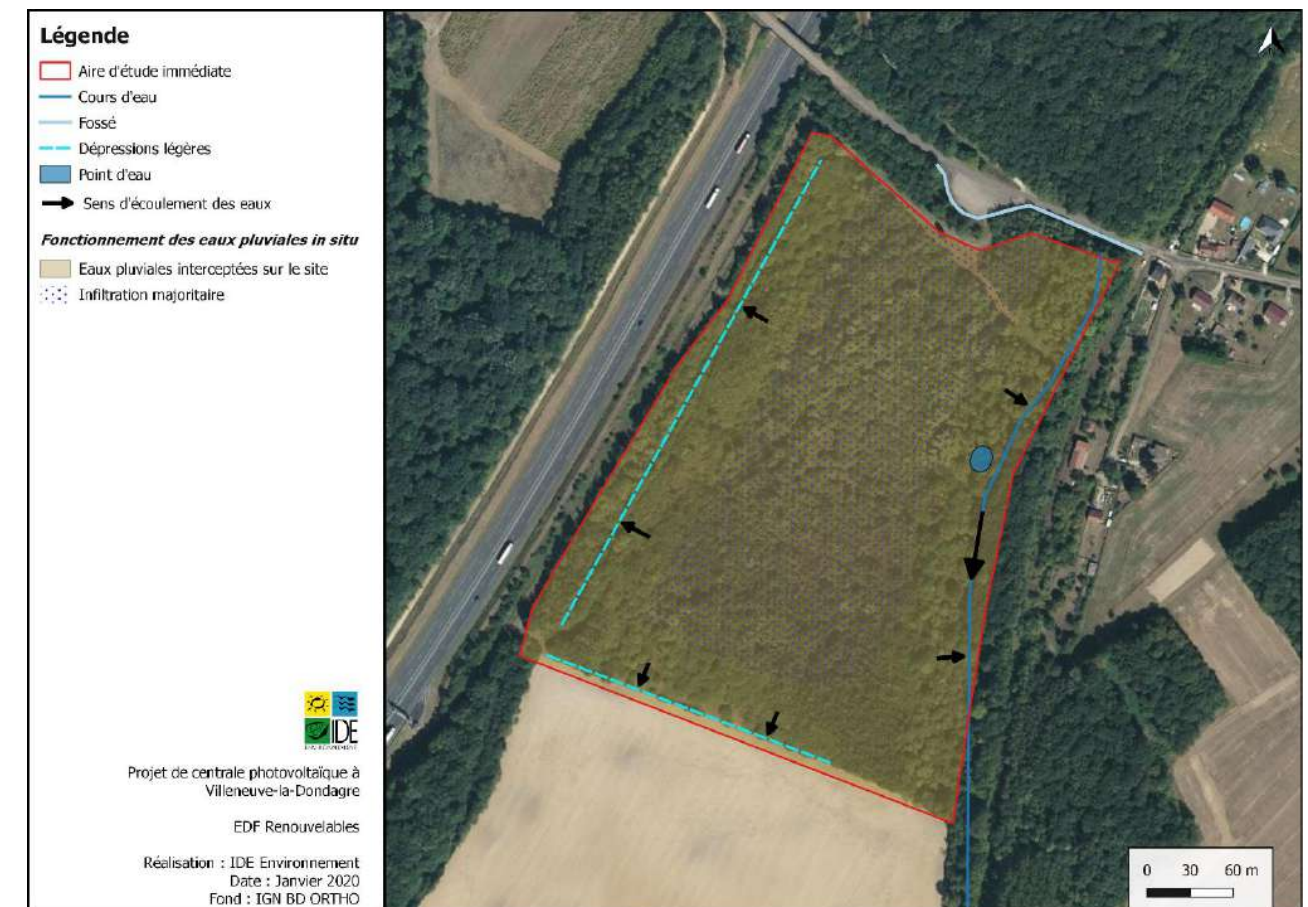 Légende
Aire d'étude immédiate
Cours d'eau
Fossé
Dépressions légères
Point d'eau
Sens d'écoulement des eaux
Fonctionnement des eaux pluviales in situ
Eaux pluviales interceptées sur le site
Infiltration majoritaire
IDE
Projet de centrale photovoltaïque à
Villeneuve-la-Dondagre
EDF Renouvelables
Réalisation : IDE Environnement
Date : Janvier 2020
Fond : IGN BD ORTHO
0 30 60 m